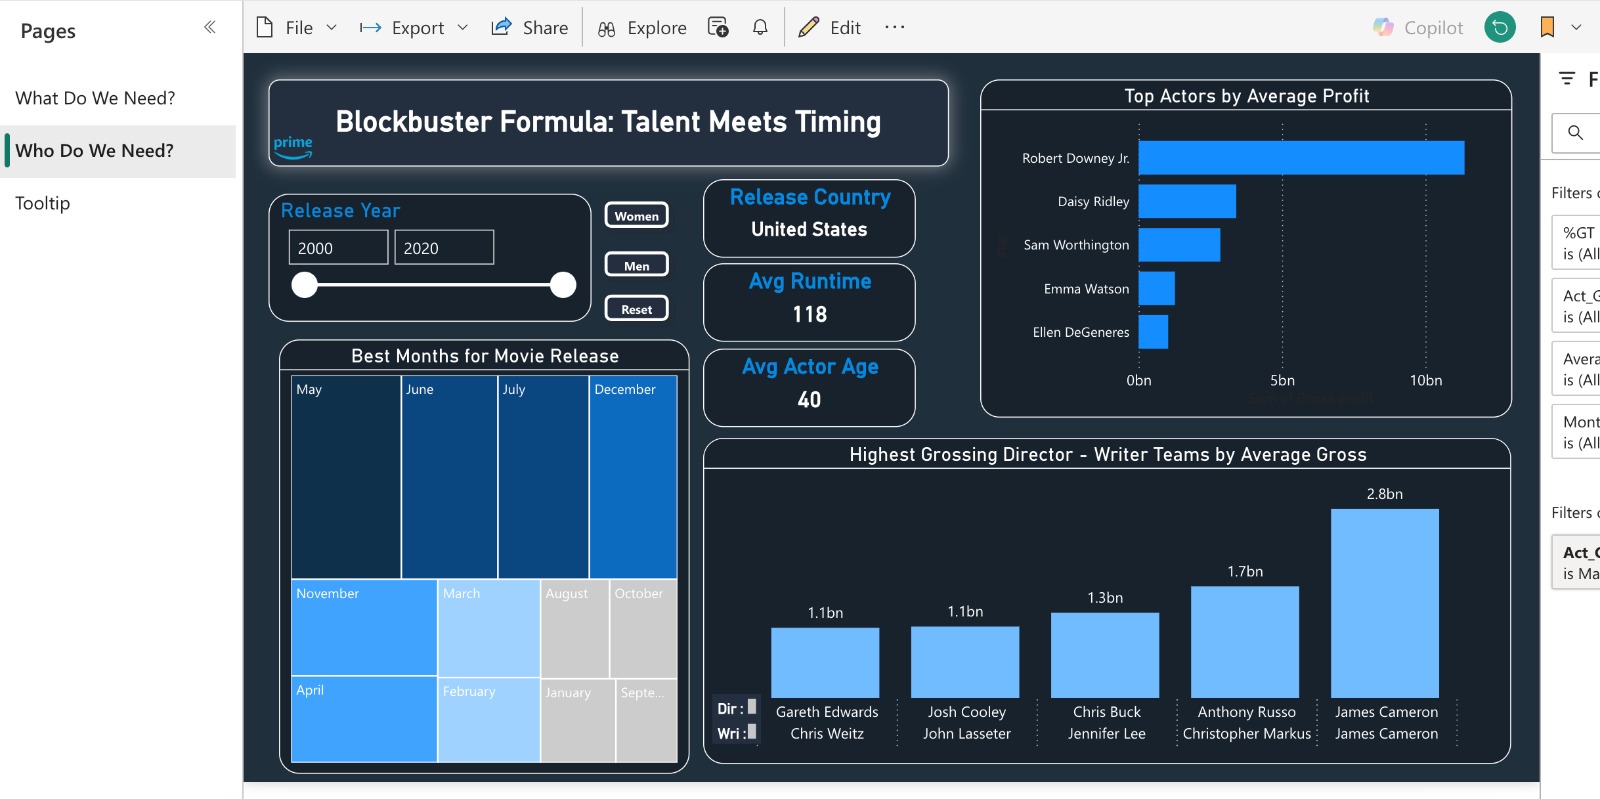 Pages
What Do We Need?
Who Do We Need?
Tooltip
File
Export
Share
Explore
Edit
Copilot
Blockbuster Formula: Talent Meets Timing
prime
Release Year
2000
2020
Women
Men
Reset
Release Country
United States
Avg Runtime
118
Avg Actor Age
40
Top Actors by Average Profit
Robert Downey Jr.
Daisy Ridley
Sam Worthington
Emma Watson
Ellen DeGeneres
0bn
5bn
10bn
Best Months for Movie Release
May
June
July
December
November
March
August
October
April
February
January
Septe...
Highest Grossing Director - Writer Teams by Average Gross
1.1bn
1.1bn
1.3bn
1.7bn
2.8bn
Dir :
Wri :
Gareth Edwards
Chris Weitz
Josh Cooley
John Lasseter
Chris Buck
Jennifer Lee
Anthony Russo
Christopher Markus
James Cameron
James Cameron
F
Filters o
%GT
is (All
Act_G
is (All
Avera
is (All
Mont
is (All
Filters o
is Ma